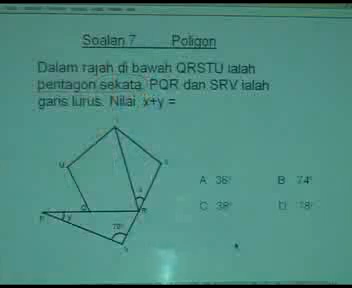 Soalan 7 Poligon
Dalam rajah di bawah QRSTU ialah
pentagon sekata. PQR dan SRV ialah
garis lurus. Nilai x+y =
T
U
S
Q
R
P
x
y
78°
V
A 36° B 74°
C 38° D 78°